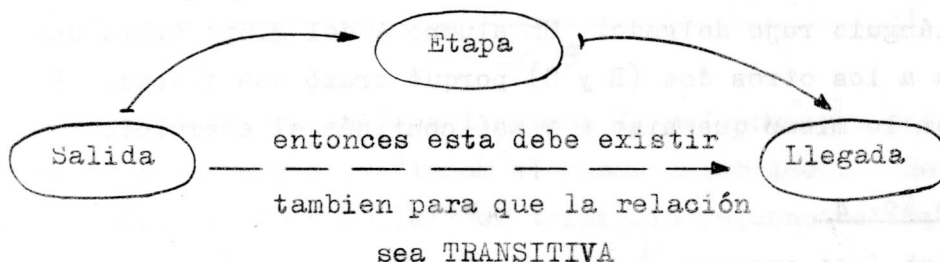 Etapa
Salida
entonces esta debe existir
Llegada
tambien para que la relación
sea TRANSITIVA